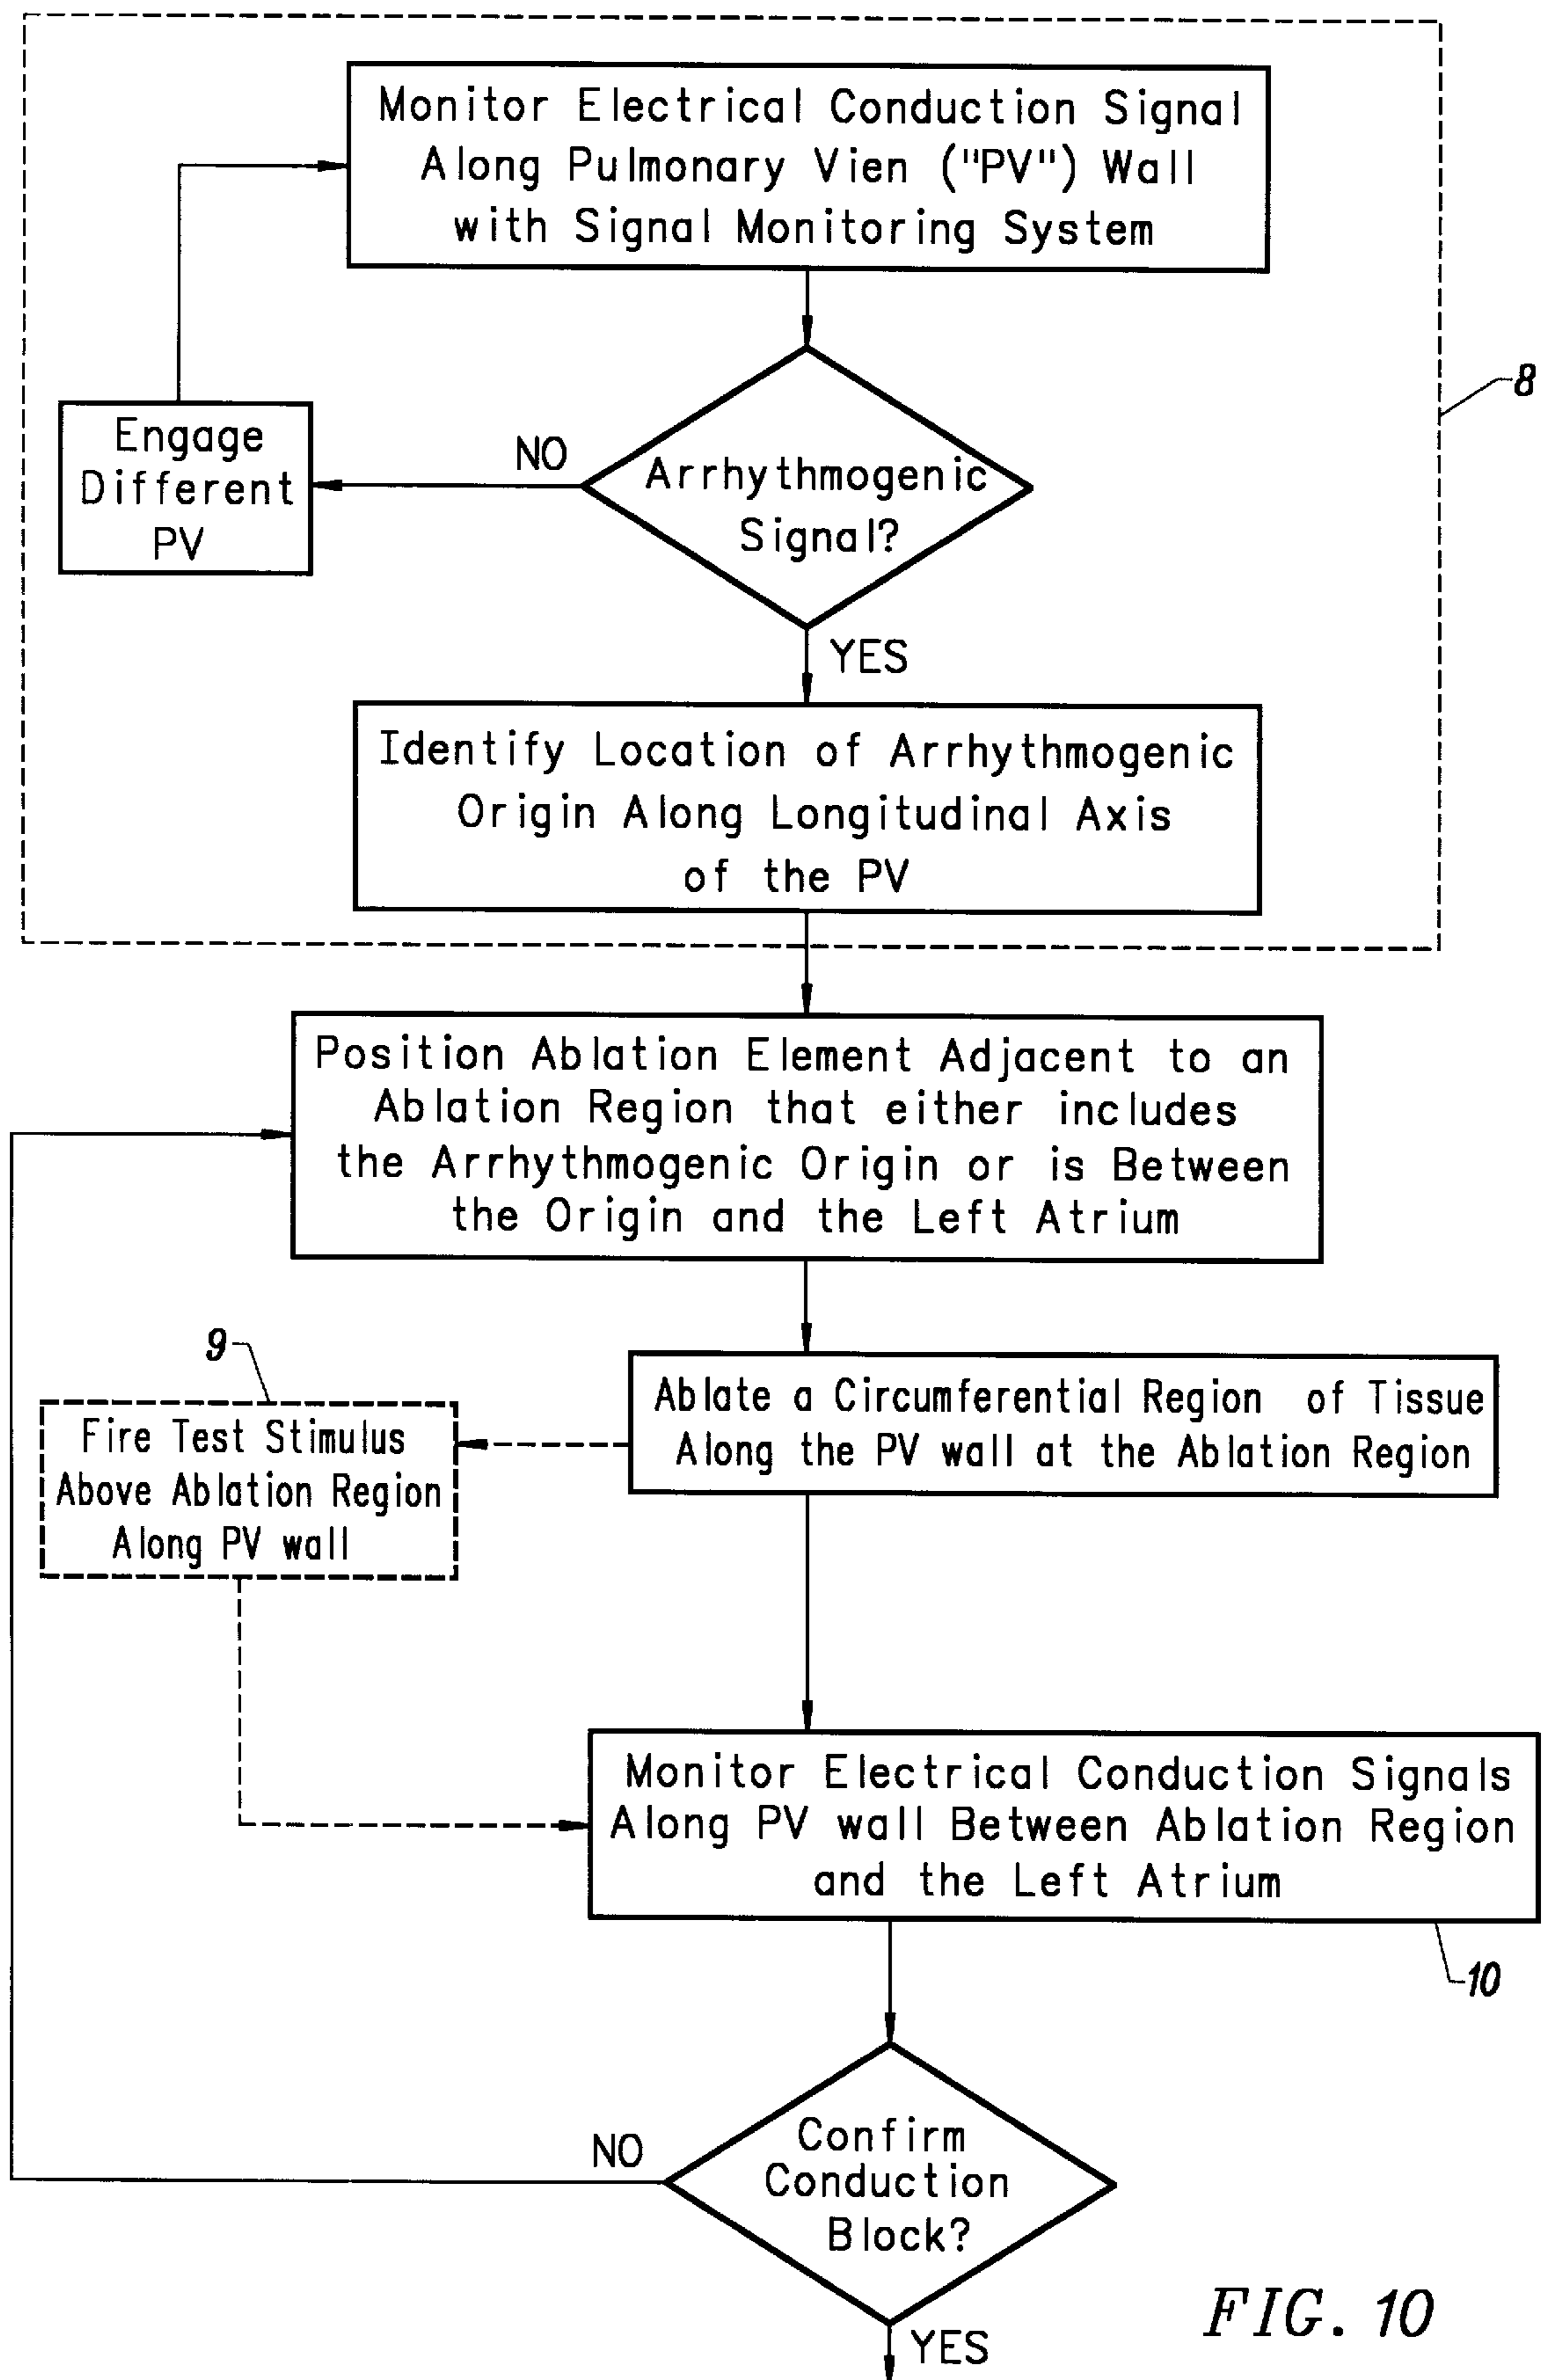 Monitor Electrical Conduction Signal
Along Pulmonary Vien ("PV") Wall
with Signal Monitoring System
8
Engage
Different
PV
NO
Arrhythmogenic
Signal?
YES
Identify Location of Arrhythmogenic
Origin Along Longitudinal Axis
of the PV
Position Ablation Element Adjacent to an
Ablation Region that either includes
the Arrhythmogenic Origin or is Between
the Origin and the Left Atrium
9
Fire Test Stimulus
Above Ablation Region
Along PV wall
Ablate a Circumferential Region of Tissue
Along the PV wall at the Ablation Region
Monitor Electrical Conduction Signals
Along PV wall Between Ablation Region
and the Left Atrium
10
NO
Confirm
Conduction
Block?
YES
FIG. 10